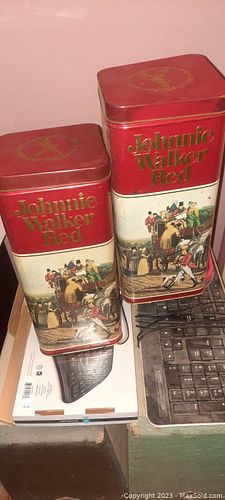 Johnnie
Walker
Red
Johnnie
Walker
Red
Copyright © 2023 - MaxSold.com